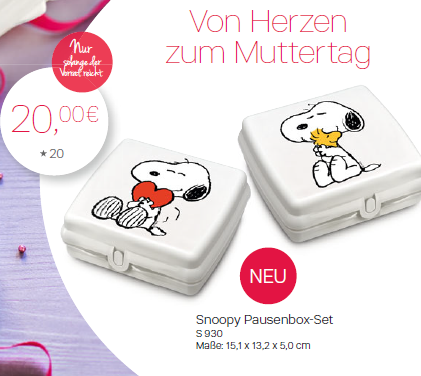 Von Herzen
zum Muttertag
Nur
solange der
Vorrat reicht
20,00€
★20
NEU
Snoopy Pausenbox-Set
S 930
Maße: 15,1 x 13,2 x 5,0 cm